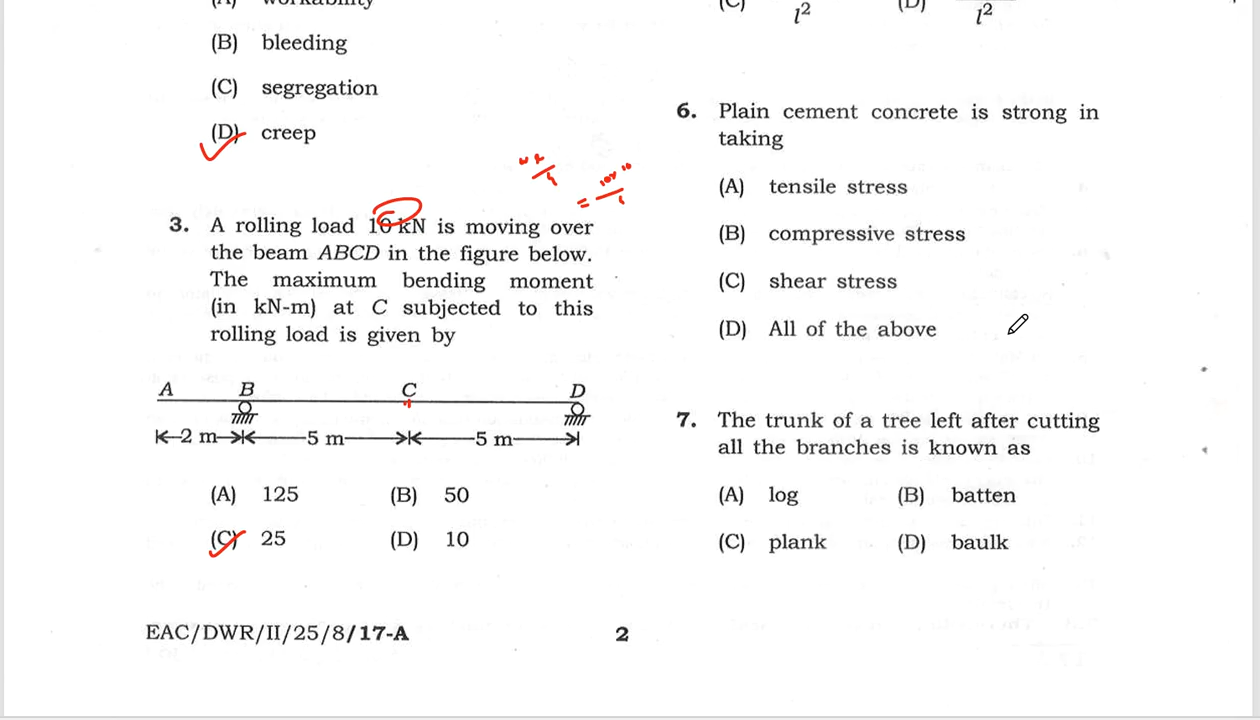 (A) workability
(B) bleeding
(C) segregation
(D) creep
3. A rolling load 10 kN is moving over
the beam ABCD in the figure below.
The maximum bending moment
(in kN-m) at C subjected to this
rolling load is given by
A B C D
2 m 5 m 5 m
(A) 125 (B) 50
(C) 25 (D) 10
EAC/DWR/II/25/8/17-A
2
(C) l² (D) l²
6. Plain cement concrete is strong in
taking
(A) tensile stress
(B) compressive stress
(C) shear stress
(D) All of the above
7. The trunk of a tree left after cutting
all the branches is known as
(A) log (B) batten
(C) plank (D) baulk